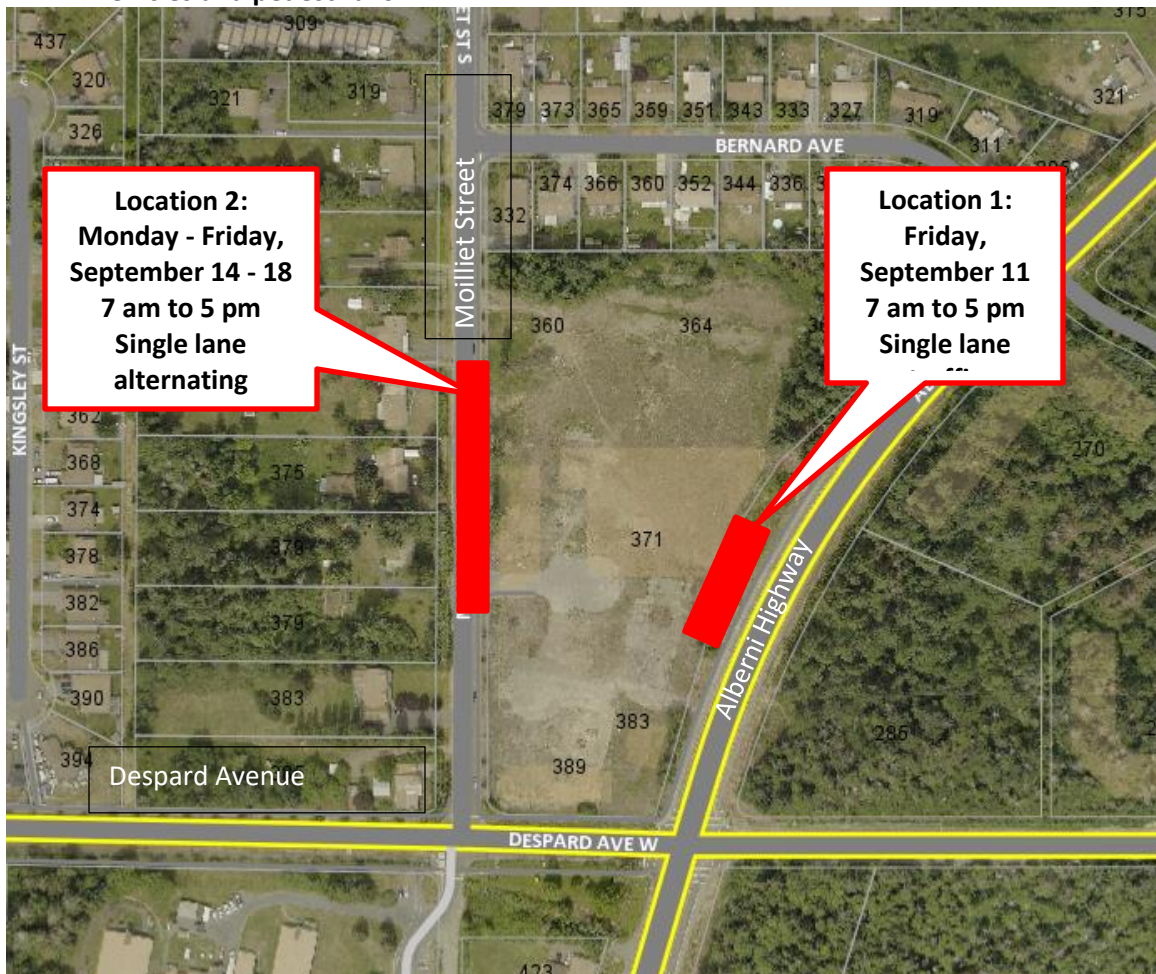 437
309
315
320
321
319
ST ST
379
373
365
359
351
343
333
327
319
321
326
311
BERNARD AVE
374
366
360
352
344
336
332
Location 2:
Monday - Friday,
September 14 - 18
7 am to 5 pm
Single lane
alternating
Moilliet Street
Location 1:
Friday,
September 11
7 am to 5 pm
Single lane
360
364
KINGSLEY ST
362
368
375
374
270
378
371
382
379
386
Alberni Highway
390
383
383
286
394
389
Despard Avenue
DESPARD AVE W
423